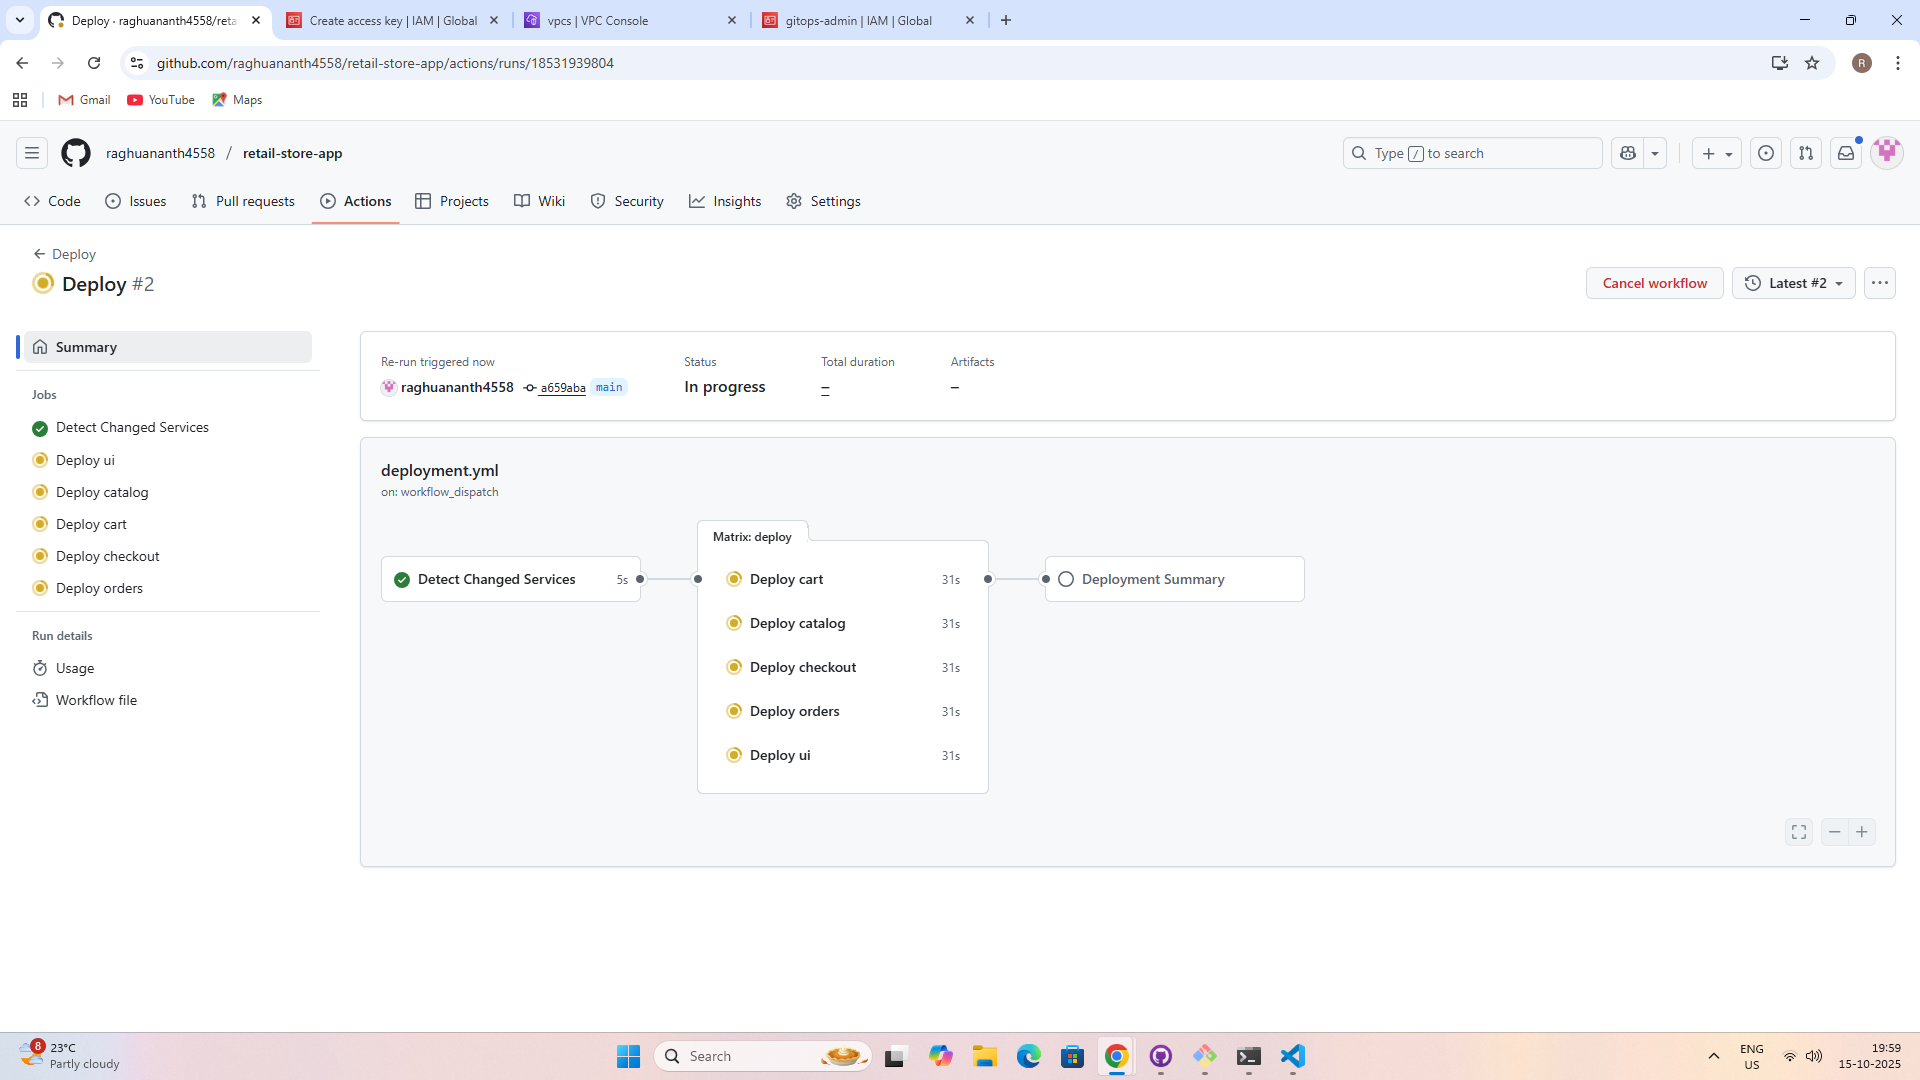 Deploy · raghuananth4558/reta
Create access key | IAM | Global
vpcs | VPC Console
gitops-admin | IAM | Global
github.com/raghuananth4558/retail-store-app/actions/runs/18531939804
R
Gmail
YouTube
Maps
raghuananth4558 / retail-store-app
Type / to search
Code
Issues
Pull requests
Actions
Projects
Wiki
Security
Insights
Settings
Deploy
Deploy #2
Cancel workflow
Latest #2
Summary
Jobs
Detect Changed Services
Deploy ui
Deploy catalog
Deploy cart
Deploy checkout
Deploy orders
Run details
Usage
Workflow file
Re-run triggered now
raghuananth4558 a659aba main
Status
In progress
Total duration
–
Artifacts
–
deployment.yml
on: workflow_dispatch
Detect Changed Services 5s
Matrix: deploy
Deploy cart 31s
Deploy catalog 31s
Deploy checkout 31s
Deploy orders 31s
Deploy ui 31s
Deployment Summary
8
23°C
Partly cloudy
Search
ENG
US
19:59
15-10-2025